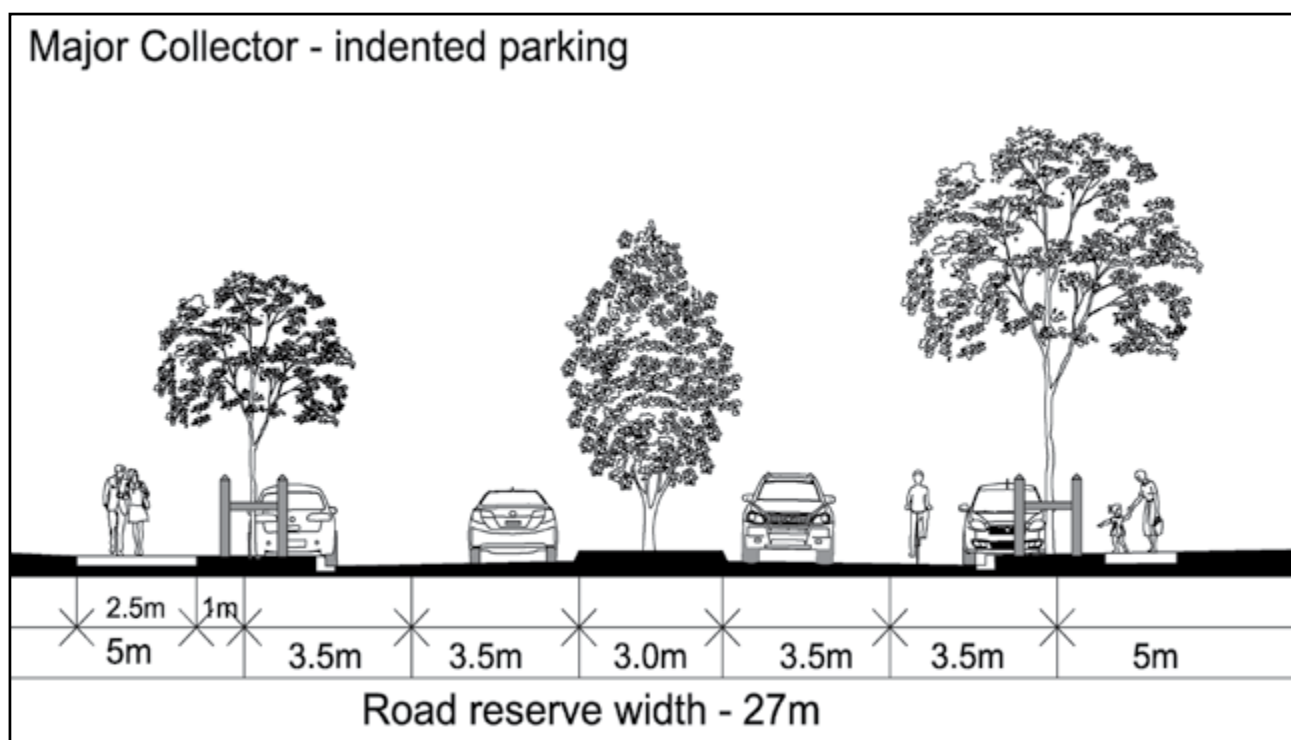 Major Collector - indented parking
2.5m 1m
5m 3.5m 3.5m 3.0m 3.5m 3.5m 5m
Road reserve width - 27m